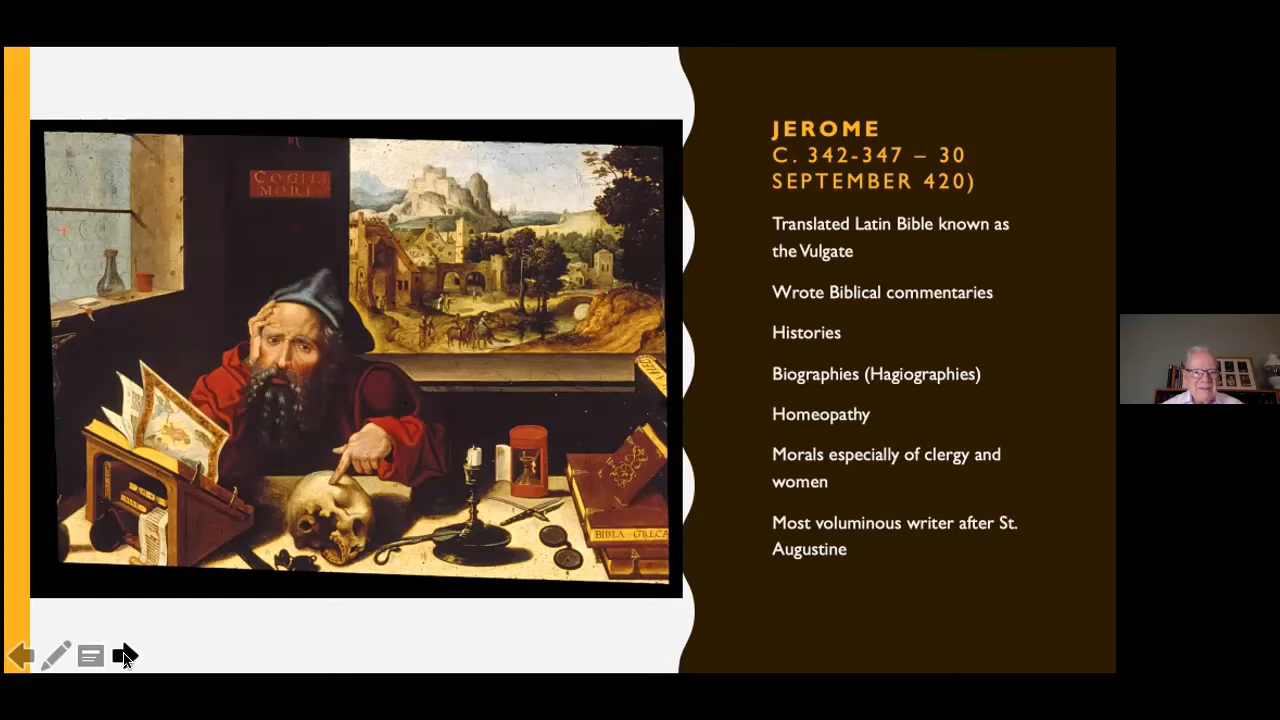 JEROME
C. 342-347 – 30
SEPTEMBER 420)
Translated Latin Bible known as
the Vulgate
Wrote Biblical commentaries
Histories
Biographies (Hagiographies)
Homeopathy
Morals especially of clergy and
women
Most voluminous writer after St.
Augustine
COGITA
MORI
BIBLA GRECA